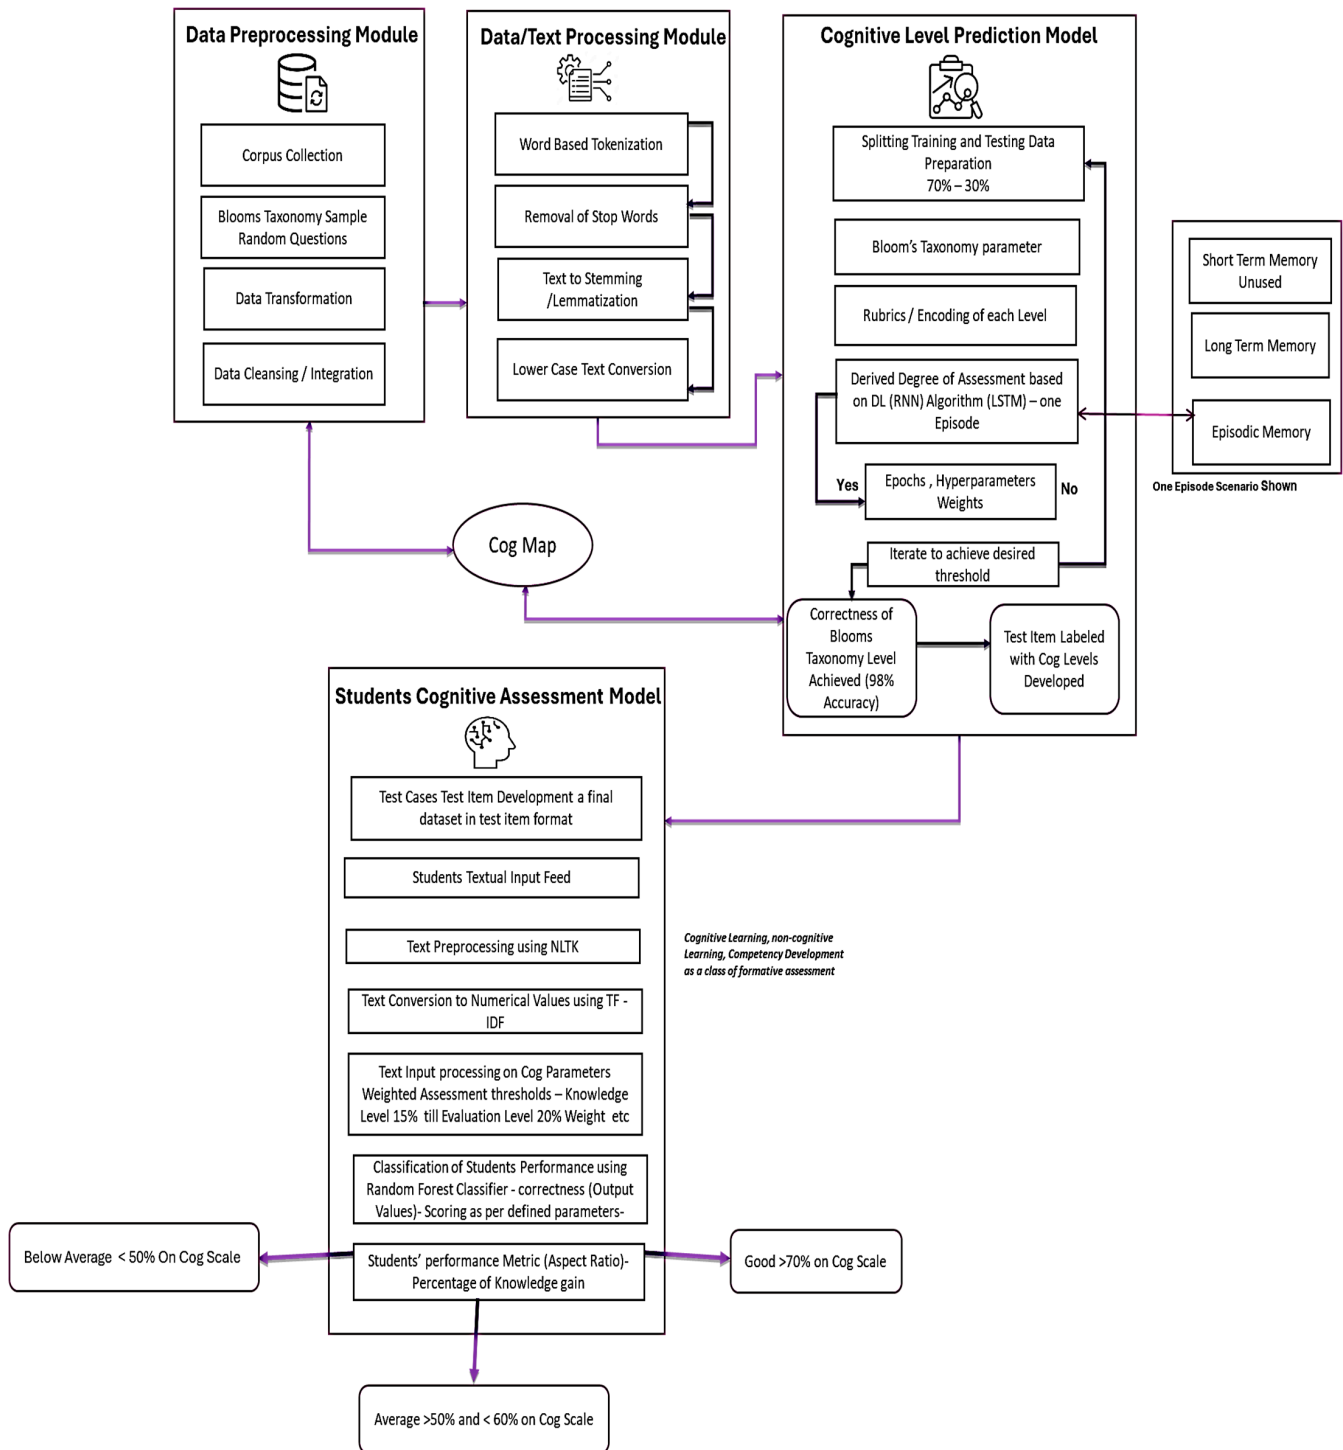 Data Preprocessing Module
Corpus Collection
Blooms Taxonomy Sample
Random Questions
Data Transformation
Data Cleansing / Integration
Data/Text Processing Module
Word Based Tokenization
Removal of Stop Words
Text to Stemming
/Lemmatization
Lower Case Text Conversion
Cognitive Level Prediction Model
Splitting Training and Testing Data
Preparation
70% – 30%
Bloom's Taxonomy parameter
Rubrics / Encoding of each Level
Derived Degree of Assessment based
on DL (RNN) Algorithm (LSTM) – one
Episode
Yes
Epochs , Hyperparameters
Weights
No
Iterate to achieve desired
threshold
Correctness of
Blooms
Taxonomy Level
Achieved (98%
Accuracy)
Test Item Labeled
with Cog Levels
Developed
Short Term Memory
Unused
Long Term Memory
Episodic Memory
One Episode Scenario Shown
Cog Map
Students Cognitive Assessment Model
Test Cases Test Item Development a final
dataset in test item format
Students Textual Input Feed
Text Preprocessing using NLTK
Text Conversion to Numerical Values using TF -
IDF
Text Input processing on Cog Parameters
Weighted Assessment thresholds – Knowledge
Level 15% till Evaluation Level 20% Weight etc
Classification of Students Performance using
Random Forest Classifier - correctness (Output
Values)- Scoring as per defined parameters-
Students' performance Metric (Aspect Ratio)-
Percentage of Knowledge gain
Cognitive Learning, non-cognitive
Learning, Competency Development
as a class of formative assessment
Below Average < 50% On Cog Scale
Good >70% on Cog Scale
Average >50% and < 60% on Cog Scale